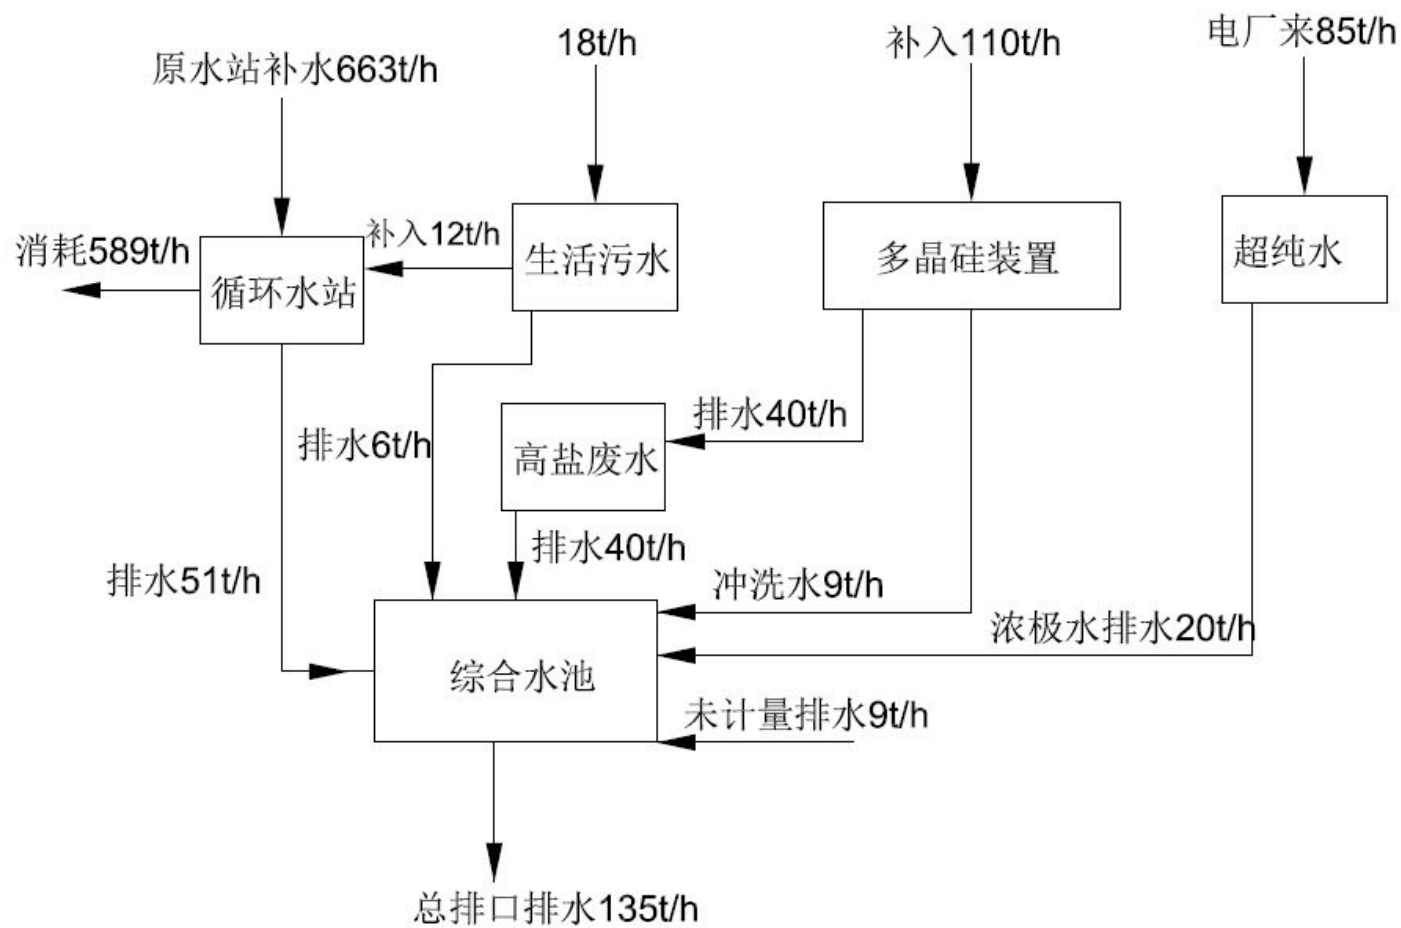 18t/h
补入110t/h
电厂来85t/h
原水站补水663t/h
消耗589t/h
补入12t/h
循环水站
生活污水
多晶硅装置
超纯水
排水6t/h
高盐废水
排水40t/h
排水40t/h
排水51t/h
冲洗水9t/h
浓极水排水20t/h
综合水池
未计量排水9t/h
总排口排水135t/h